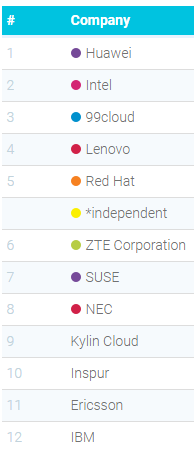 # Company
1 Huawei
2 Intel
3 99cloud
4 Lenovo
5 Red Hat
*independent
6 ZTE Corporation
7 SUSE
8 NEC
9 Kylin Cloud
10 Inspur
11 Ericsson
12 IBM